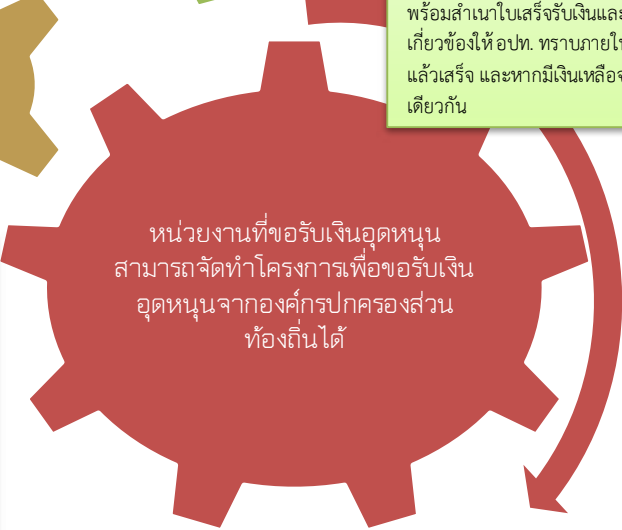 พร้อมสำเนาใบเสร็จรับเงินและ
เกี่ยวข้องให้ อปท. ทราบภายใ
แล้วเสร็จ และหากมีเงินเหลือ
เดียวกัน
หน่วยงานที่ขอรับเงินอุดหนุน
สามารถจัดทำโครงการเพื่อขอรับเงิน
อุดหนุนจากองค์กรปกครองส่วน
ท้องถิ่นได้